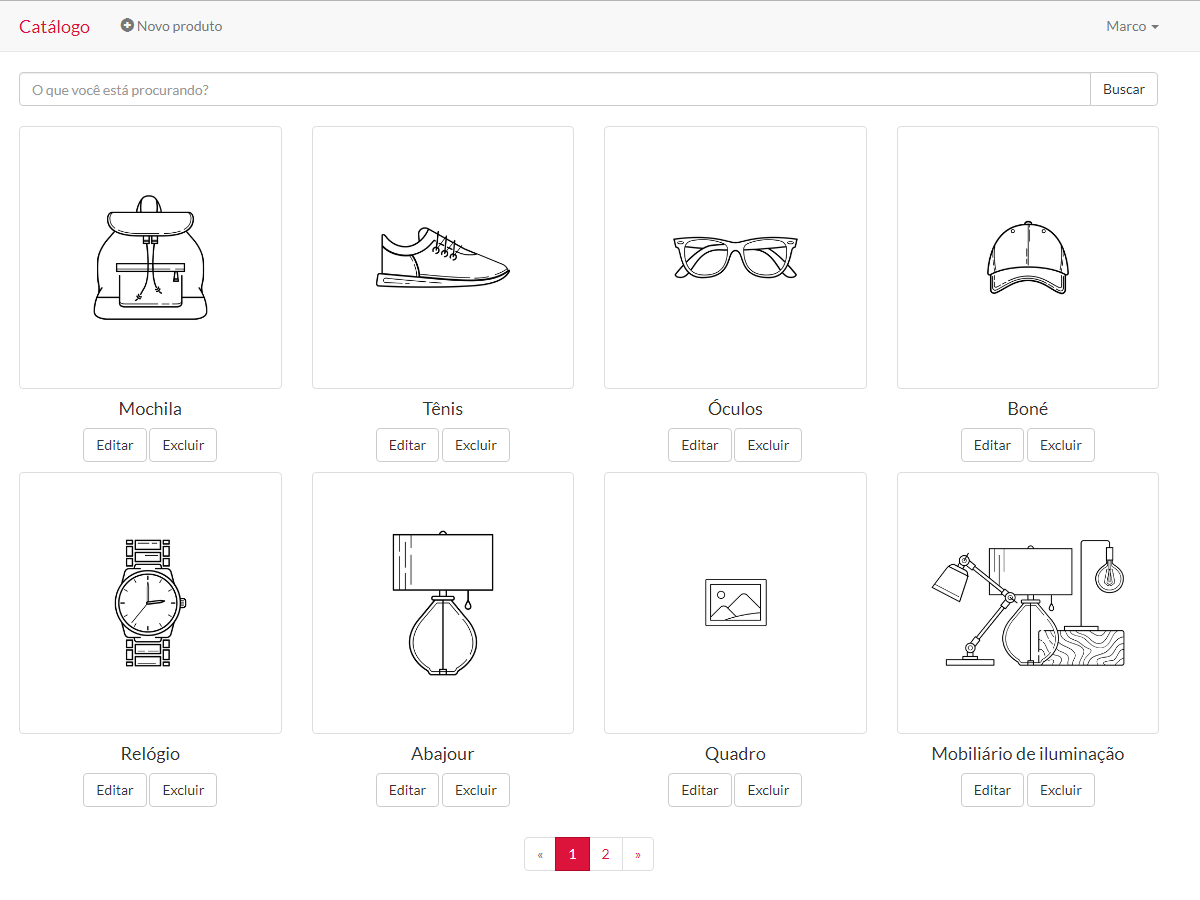 Catálogo Novo produto Marco
O que você está procurando? Buscar
Mochila Tênis Óculos Boné
Editar Excluir Editar Excluir Editar Excluir Editar Excluir
Relógio Abajour Quadro Mobiliário de iluminação
Editar Excluir Editar Excluir Editar Excluir Editar Excluir
« 1 2 »